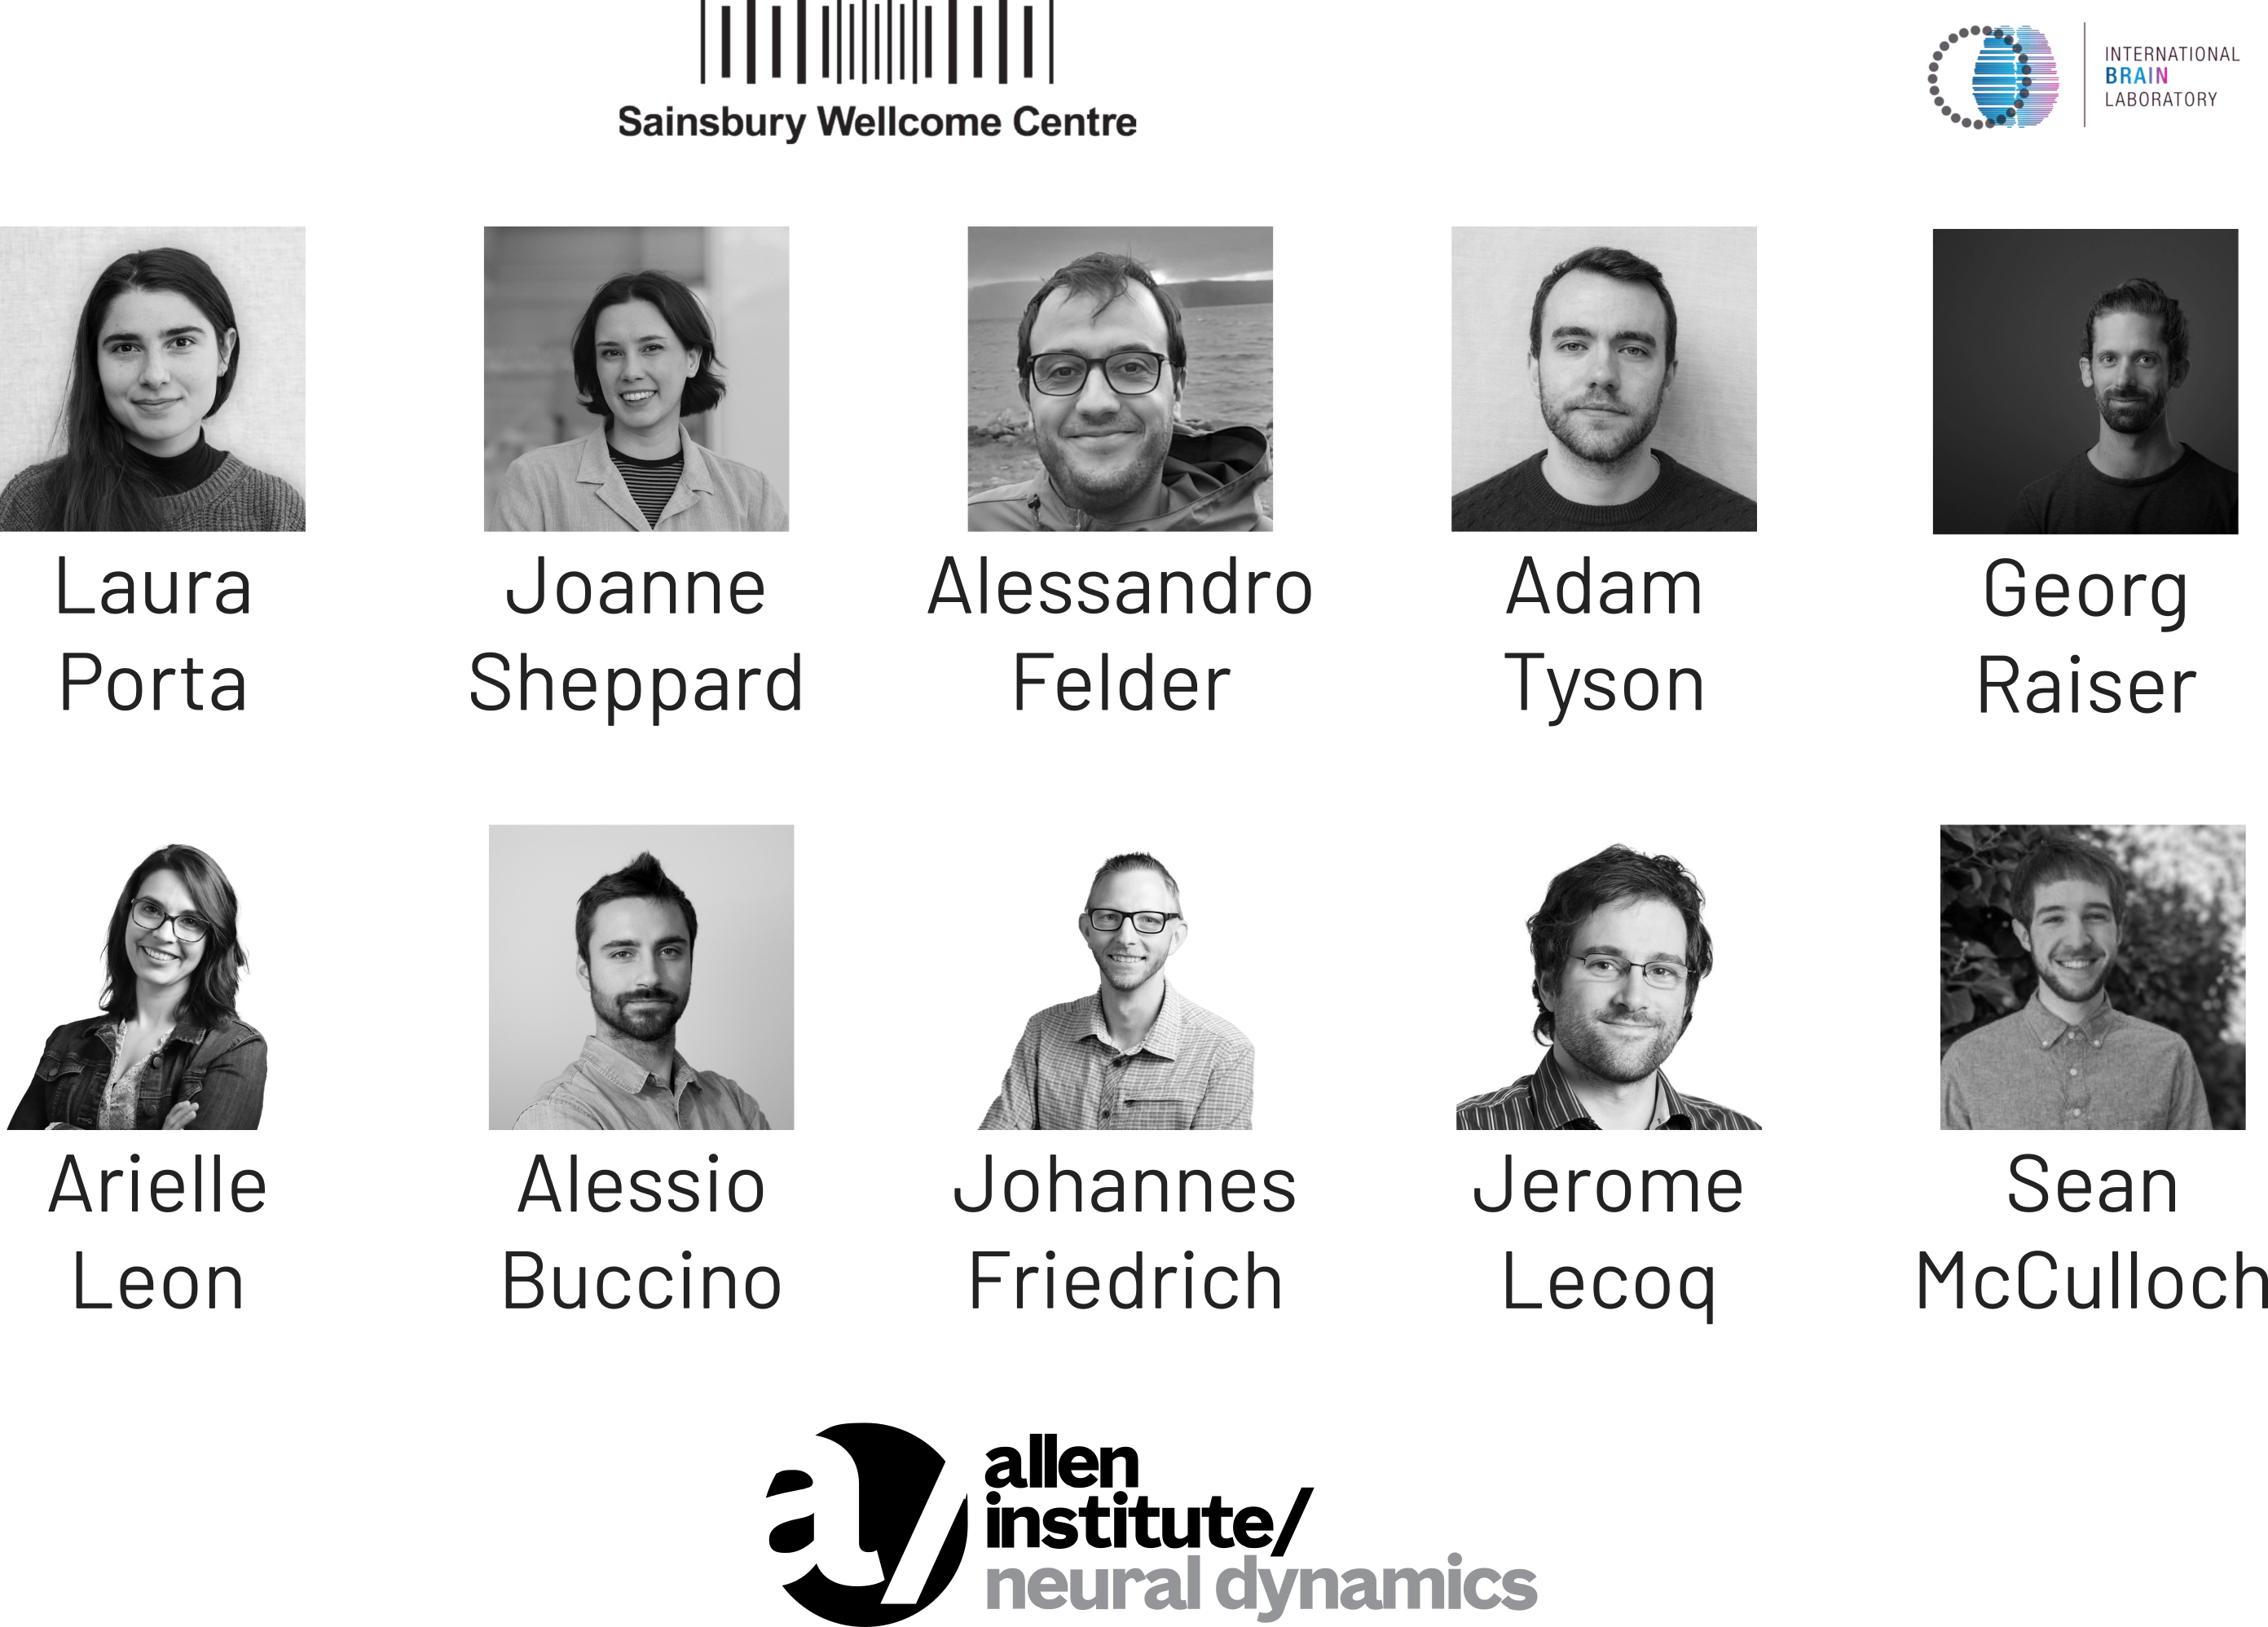 Sainsbury Wellcome Centre
INTERNATIONAL
BRAIN
LABORATORY
Laura
Porta
Joanne
Sheppard
Alessandro
Felder
Adam
Tyson
Georg
Raiser
Arielle
Leon
Alessio
Buccino
Johannes
Friedrich
Jerome
Lecoq
Sean
McCulloch
a/
allen
institute/
neural dynamics